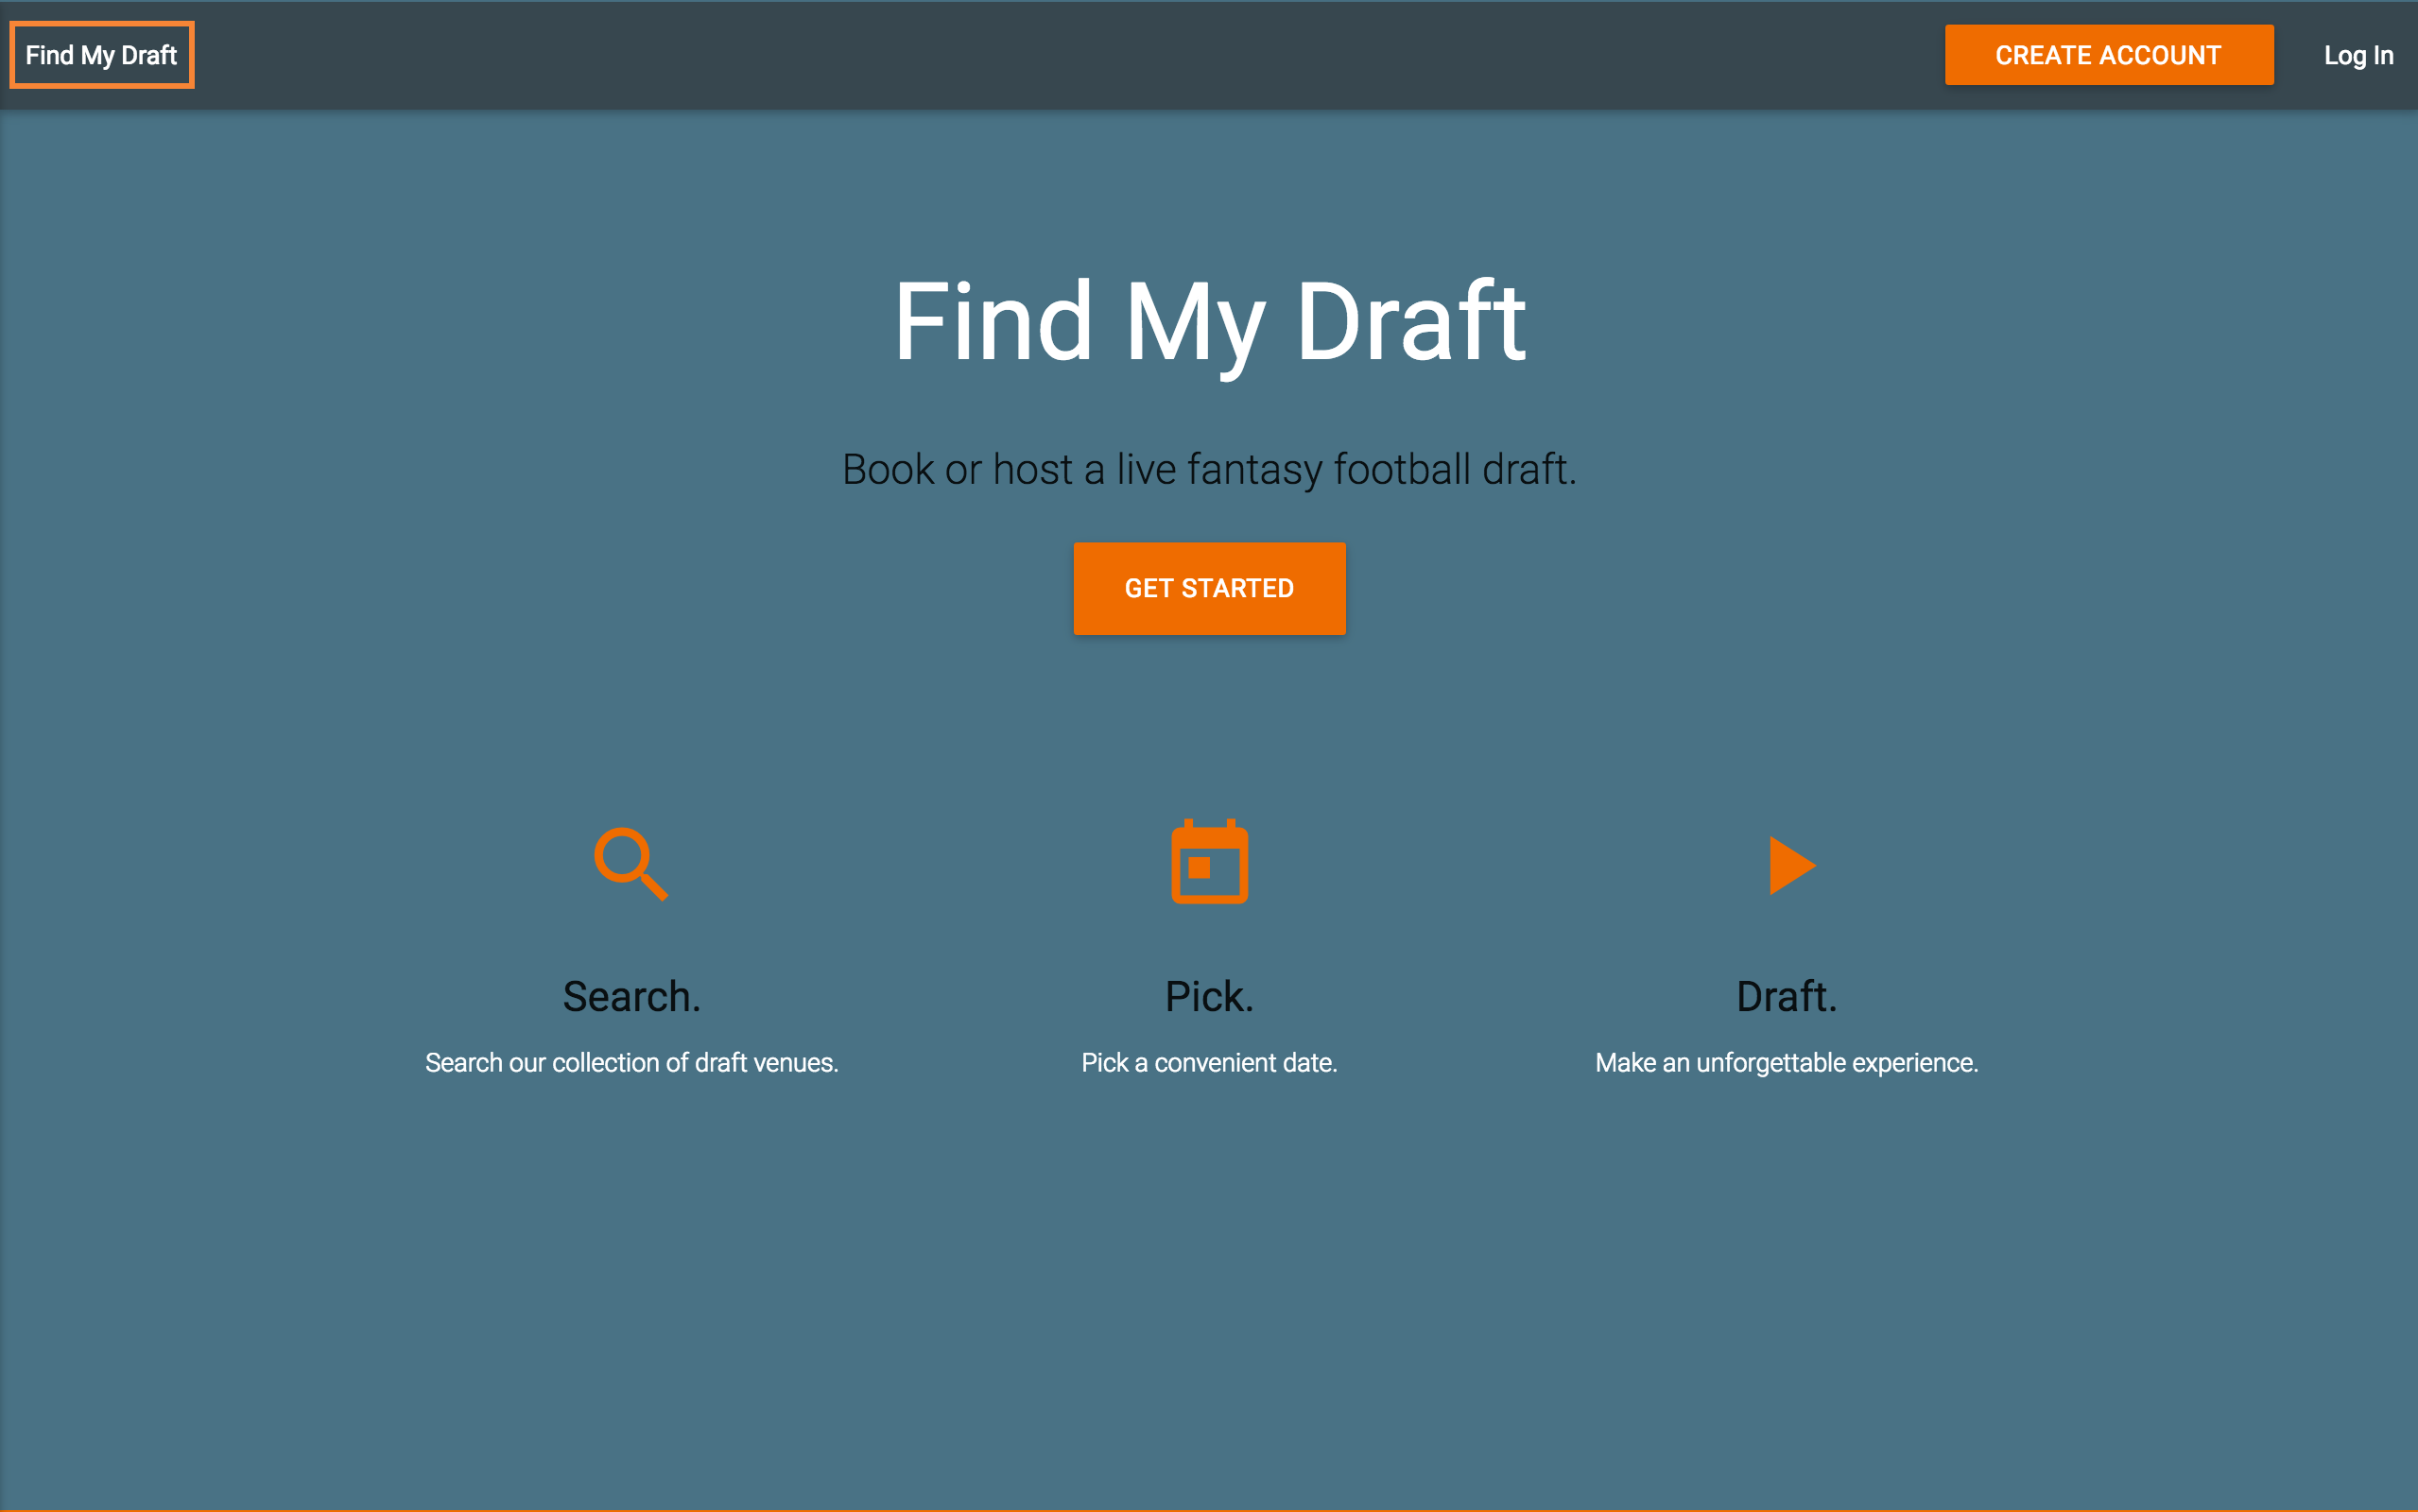 Find My Draft
CREATE ACCOUNT
Log In
Find My Draft
Book or host a live fantasy football draft.
GET STARTED
Search.
Search our collection of draft venues.
Pick.
Pick a convenient date.
Draft.
Make an unforgettable experience.